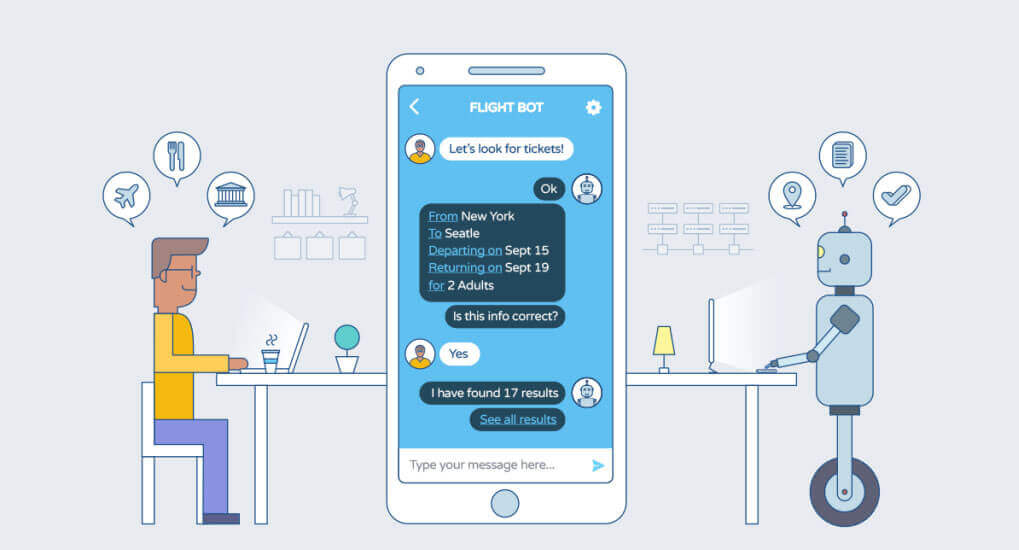 FLIGHT BOT
Let's look for tickets!
Ok
From New York
To Seatle
Departing on Sept 15
Returning on Sept 19
for 2 Adults
Is this info correct?
Yes
I have found 17 results
See all results
Type your message here...